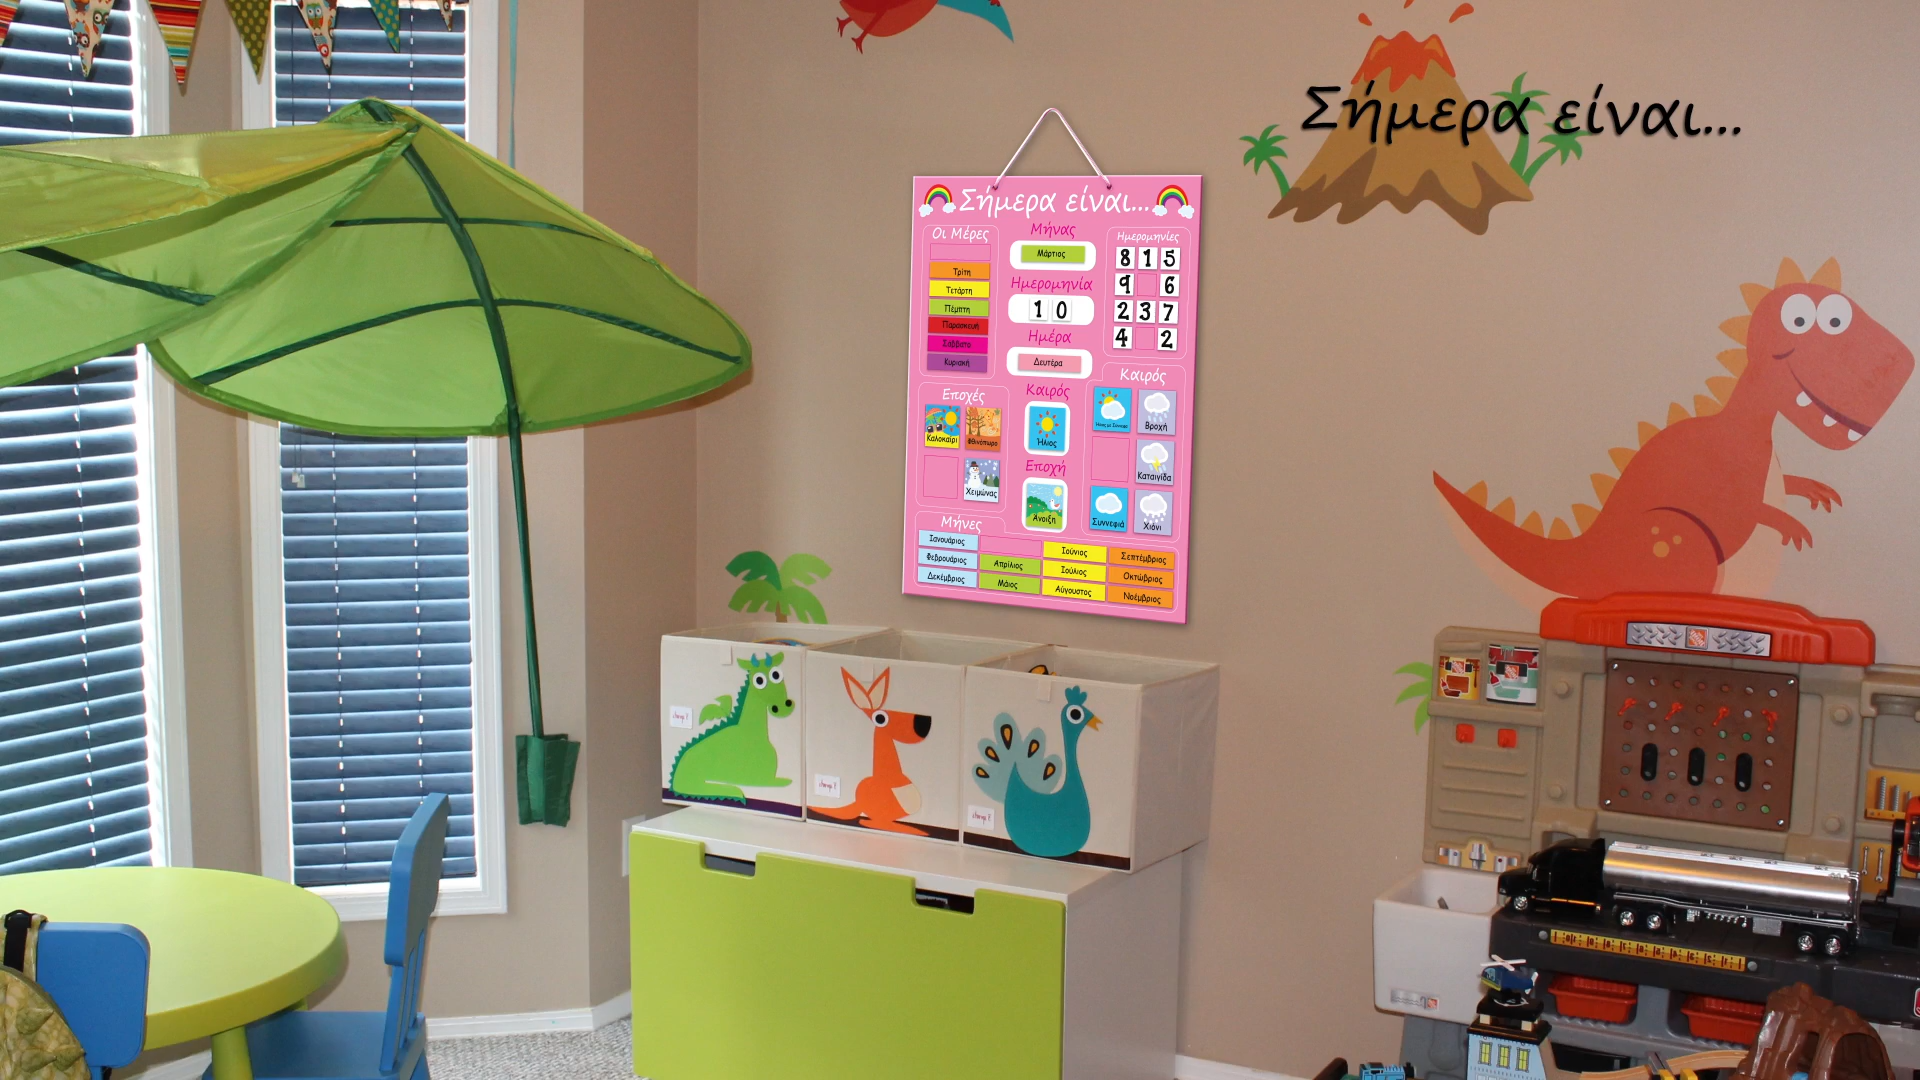 Σήμερα είναι...
Σήμερα είναι...
Οι Μέρες
Τρίτη
Τετάρτη
Πέμπτη
Παρασκευή
Σάββατο
Κυριακή
Μήνας
Μάρτιος
Ημερομηνία
1 0
Ημέρα
Δευτέρα
Καιρός
Ήλιος
Εποχή
Άνοιξη
Ημερομηνίες
8 1 5
9 6
2 3 7
4 2
Καιρός
Βροχή
Καταιγίδα
Συννεφιά
Χιόνι
Εποχές
Καλοκαίρι
Φθινόπωρο
Χειμώνας
Μήνες
Ιανουάριος
Φεβρουάριος
Δεκέμβριος
Απρίλιος
Μάιος
Ιούνιος
Ιούλιος
Αύγουστος
Σεπτέμβριος
Οκτώβριος
Νοέμβριος